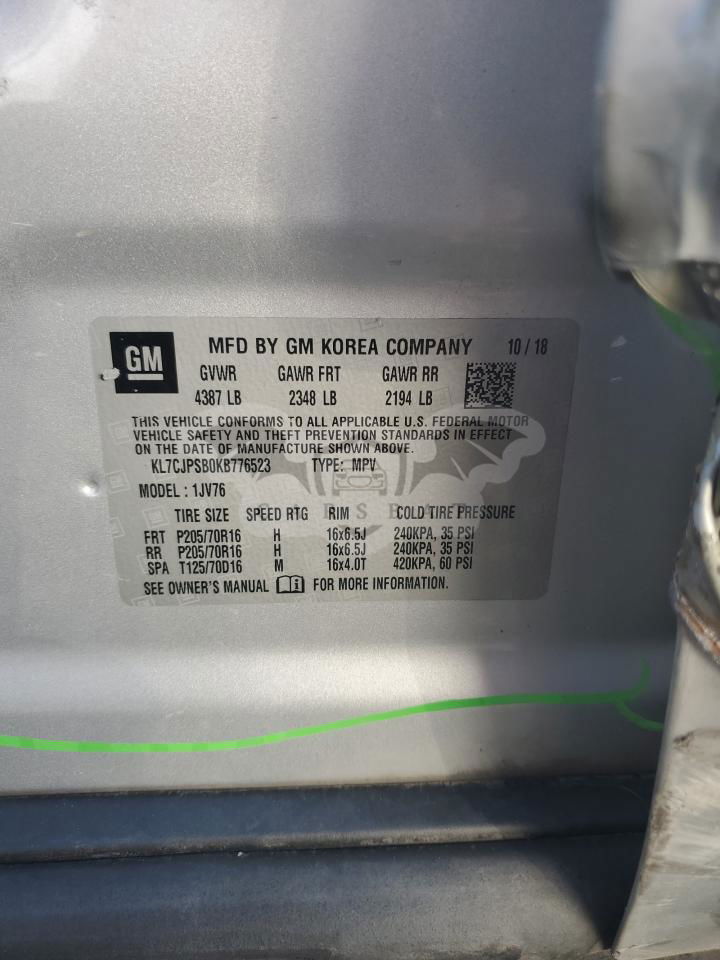 GM MFD BY GM KOREA COMPANY 10 / 18
GVWR GAWR FRT GAWR RR
4387 LB 2348 LB 2194 LB
THIS VEHICLE CONFORMS TO ALL APPLICABLE U.S. FEDERAL MOTOR
VEHICLE SAFETY AND THEFT PREVENTION STANDARDS IN EFFECT
ON THE DATE OF MANUFACTURE SHOWN ABOVE.
KL7CJPSB0KB776523 TYPE: MPV
MODEL : 1JV76
TIRE SIZE SPEED RTG RIM COLD TIRE PRESSURE
FRT P205/70R16 H 16x6.5J 240KPA, 35 PSI
RR P205/70R16 H 16x6.5J 240KPA, 35 PSI
SPA T125/70D16 M 16x4.0T 420KPA, 60 PSI
SEE OWNER'S MANUAL FOR MORE INFORMATION.